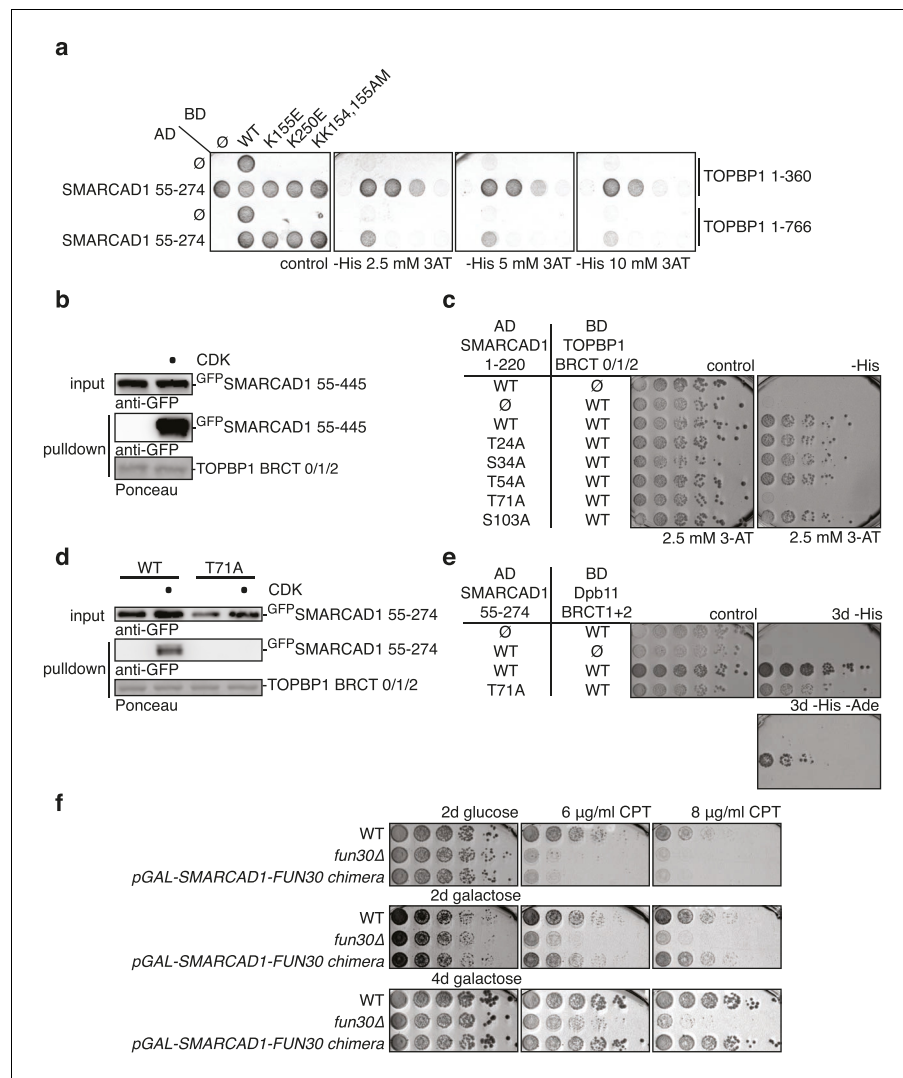 a
BD
AD
Ø
WT
K155E
K250E
KK154,155AM
Ø
SMARCAD1 55-274
TOPBP1 1-360
Ø
SMARCAD1 55-274
TOPBP1 1-766
control -His 2.5 mM 3AT -His 5 mM 3AT -His 10 mM 3AT
b
• CDK
input GFPSMARCAD1 55-445
anti-GFP
GFPSMARCAD1 55-445
pulldown anti-GFP
TOPBP1 BRCT 0/1/2
Ponceau
c
AD BD
SMARCAD1 TOPBP1
1-220 BRCT 0/1/2 control -His
WT Ø
Ø WT
WT WT
T24A WT
S34A WT
T54A WT
T71A WT
S103A WT
2.5 mM 3-AT 2.5 mM 3-AT
d
WT T71A
• • CDK
input GFPSMARCAD1 55-274
anti-GFP
GFPSMARCAD1 55-274
pulldown anti-GFP
TOPBP1 BRCT 0/1/2
Ponceau
e
AD BD
SMARCAD1 Dpb11
55-274 BRCT1+2 control 3d -His
Ø WT
WT Ø
WT WT
T71A WT
3d -His -Ade
f
2d glucose 6 µg/ml CPT 8 µg/ml CPT
WT
fun30Δ
pGAL-SMARCAD1-FUN30 chimera
2d galactose
WT
fun30Δ
pGAL-SMARCAD1-FUN30 chimera
4d galactose
WT
fun30Δ
pGAL-SMARCAD1-FUN30 chimera